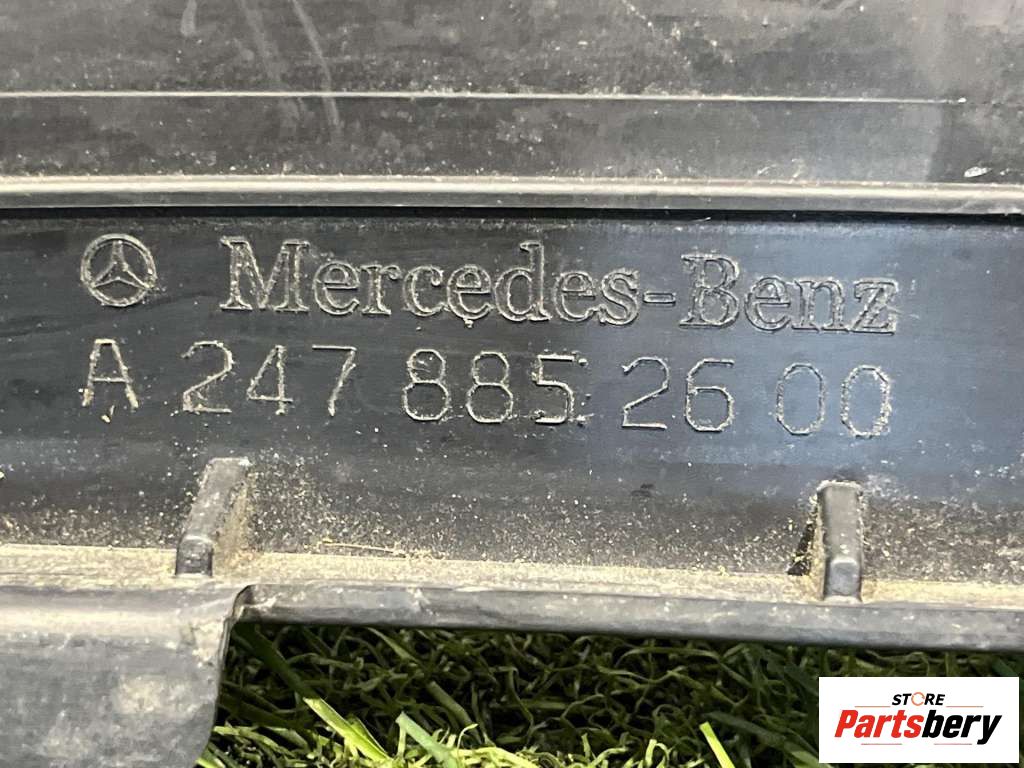 Mercedes-Benz
A 247 885 26 00
STORE
Partsbery